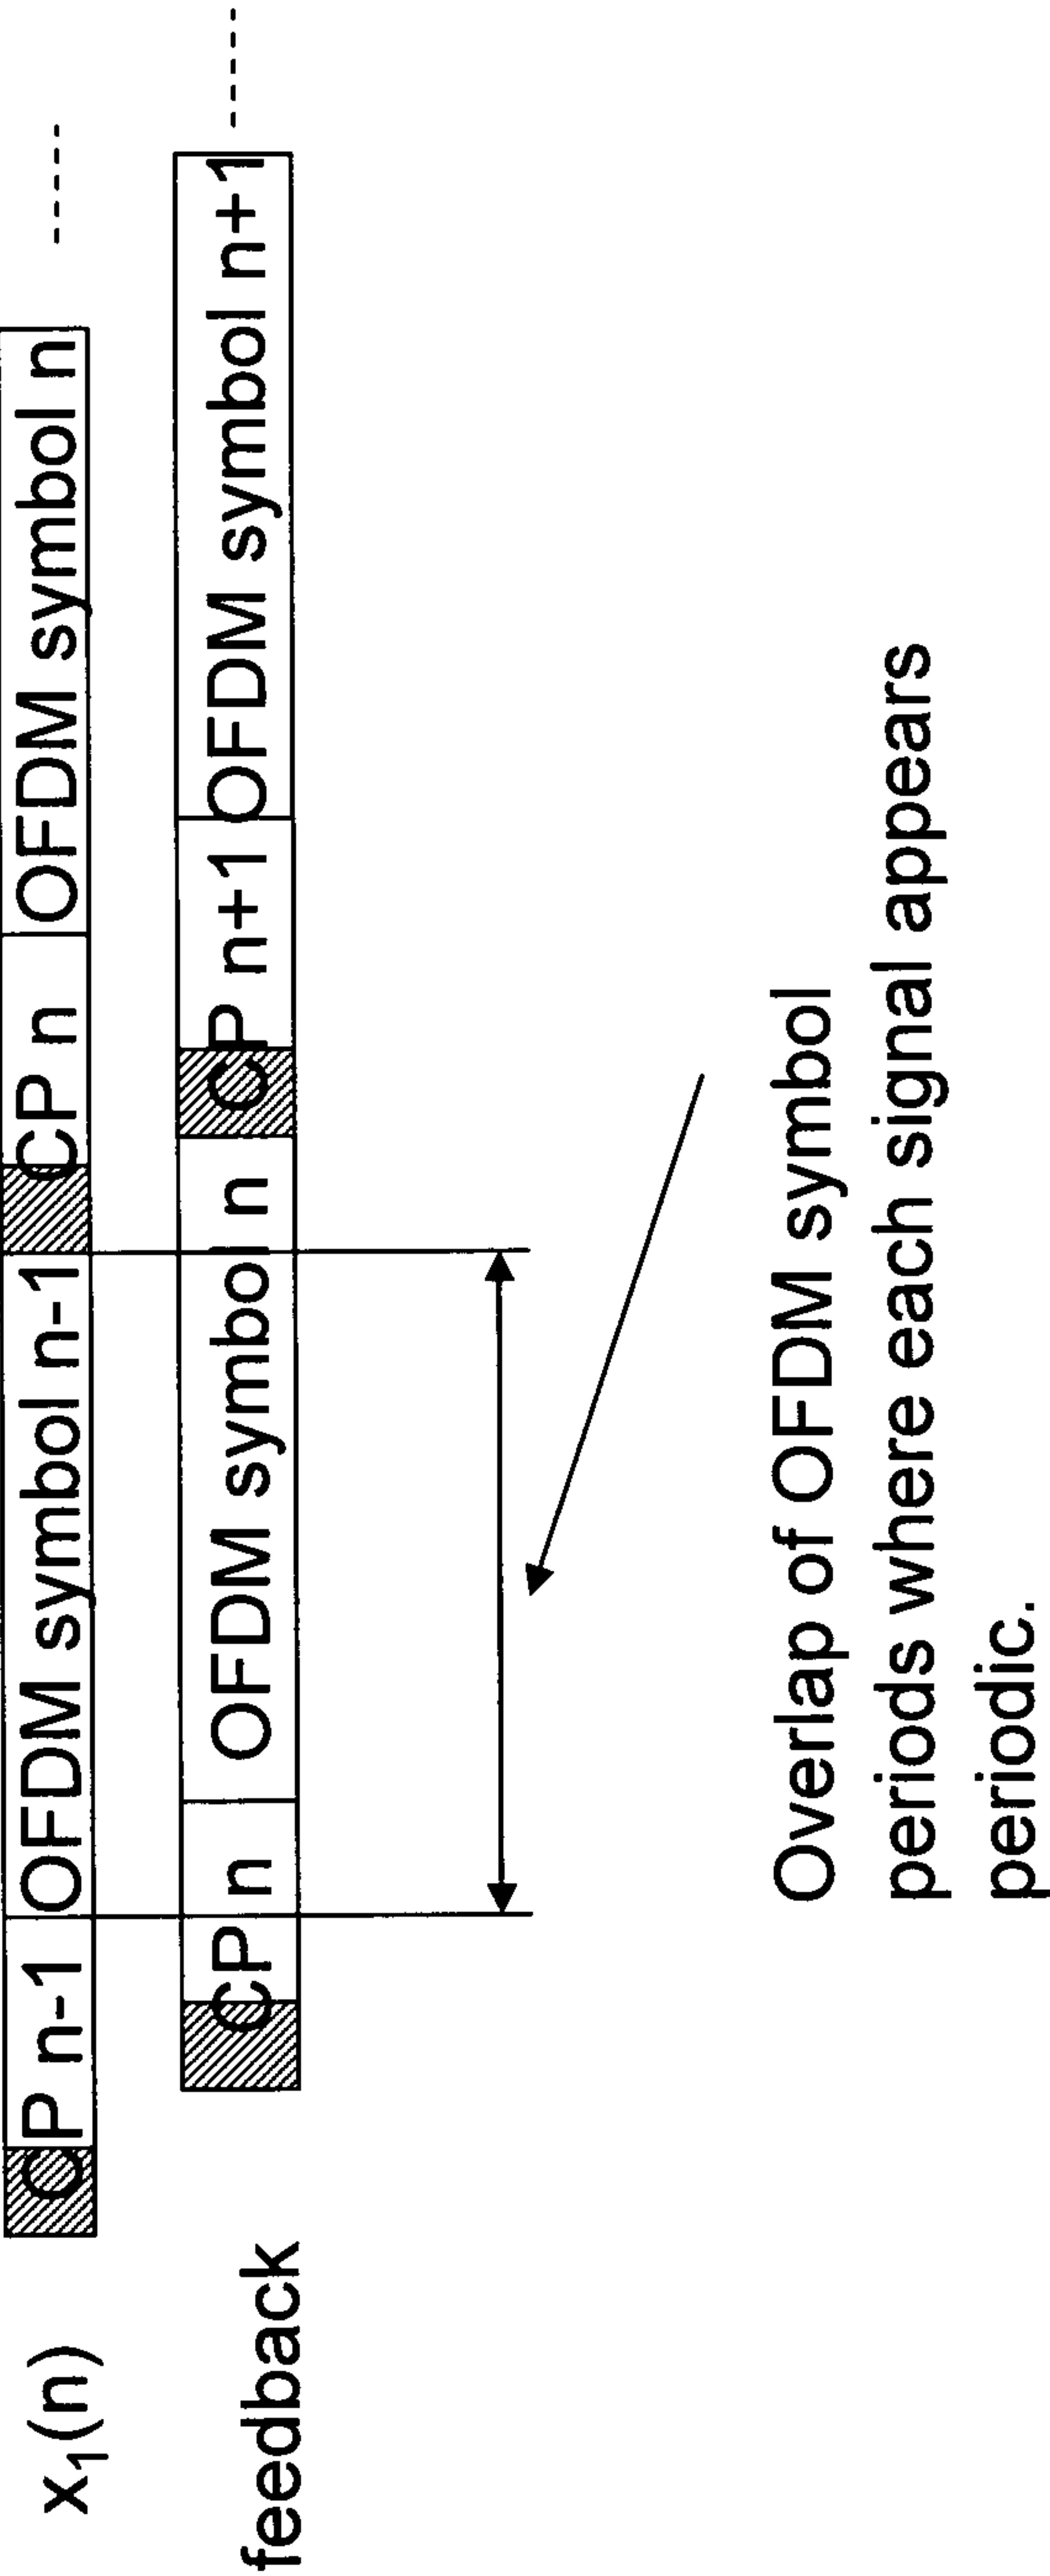 x₁(n) CP n-1 OFDM symbol n-1 CP n OFDM symbol n
feedback CP n OFDM symbol n CP n+1 OFDM symbol n+1
Overlap of OFDM symbol
periods where each signal appears
periodic.